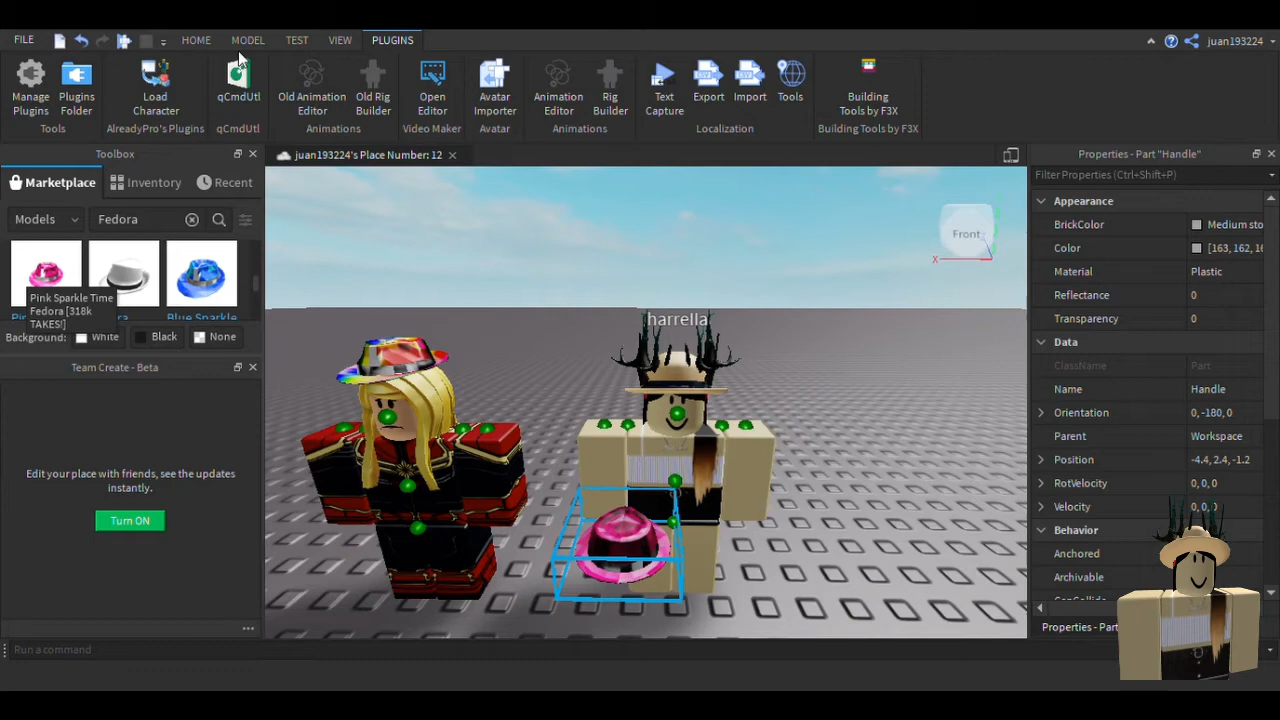 FILE
HOME
MODEL
TEST
VIEW
PLUGINS
juan193224
Manage Plugins
Plugins Folder
Load Character
qCmdUtl
Old Animation Editor
Old Rig Builder
Open Editor
Avatar Importer
Animation Editor
Rig Builder
Text Capture
Export
Import
Tools
Building Tools by F3X
Tools
AlreadyPro's Plugins
qCmdUtl
Animations
Video Maker
Avatar
Animations
Localization
Building Tools by F3X
Toolbox
Marketplace
Inventory
Recent
Models
Fedora
Blue Sparkle
Pink Sparkle Time
Fedora [318k
TAKES!]
Background:
White
Black
None
Team Create - Beta
Edit your place with friends, see the updates
instantly.
Turn ON
juan193224's Place Number: 12
Front
X
harrella
Properties - Part "Handle"
Filter Properties (Ctrl+Shift+P)
Appearance
BrickColor Medium sto
Color [163, 162, 16
Material Plastic
Reflectance 0
Transparency 0
Data
ClassName Part
Name Handle
Orientation 0, -180, 0
Parent Workspace
Position -4.4, 2.4, -1.2
RotVelocity 0, 0, 0
Velocity 0, 0, 0
Behavior
Anchored
Archivable
Properties - Part
Run a command